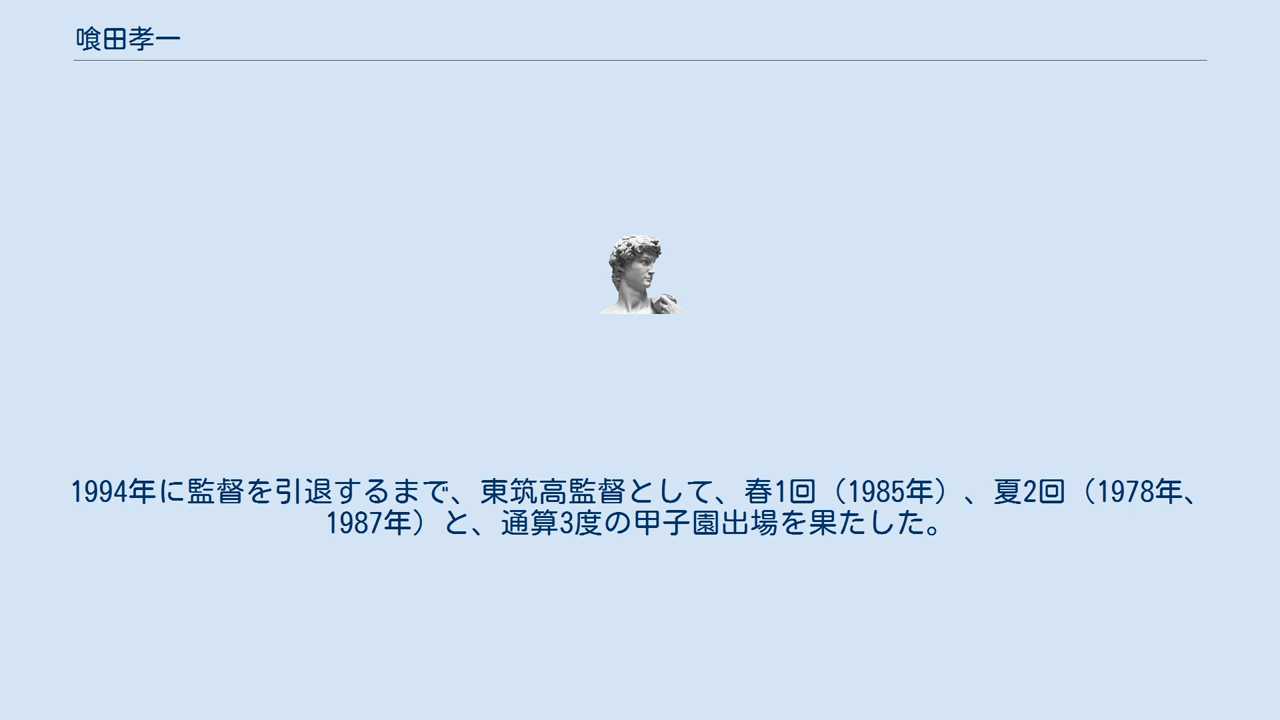 喰田孝一
1994年に監督を引退するまで、東筑高監督として、春1回（1985年）、夏2回（1978年、
1987年）と、通算3度の甲子園出場を果たした。